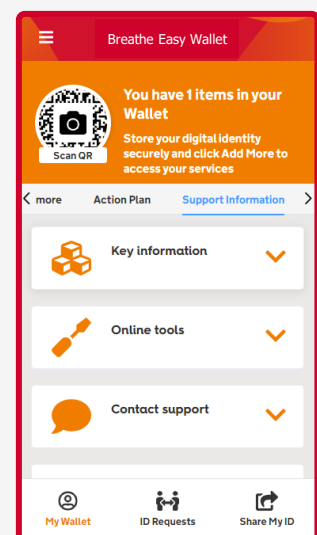 Breathe Easy Wallet
You have 1 items in your
Wallet
Store your digital identity
securely and click Add More to
access your services
Scan QR
more Action Plan Support Information
Key information
Online tools
Contact support
My Wallet ID Requests Share My ID